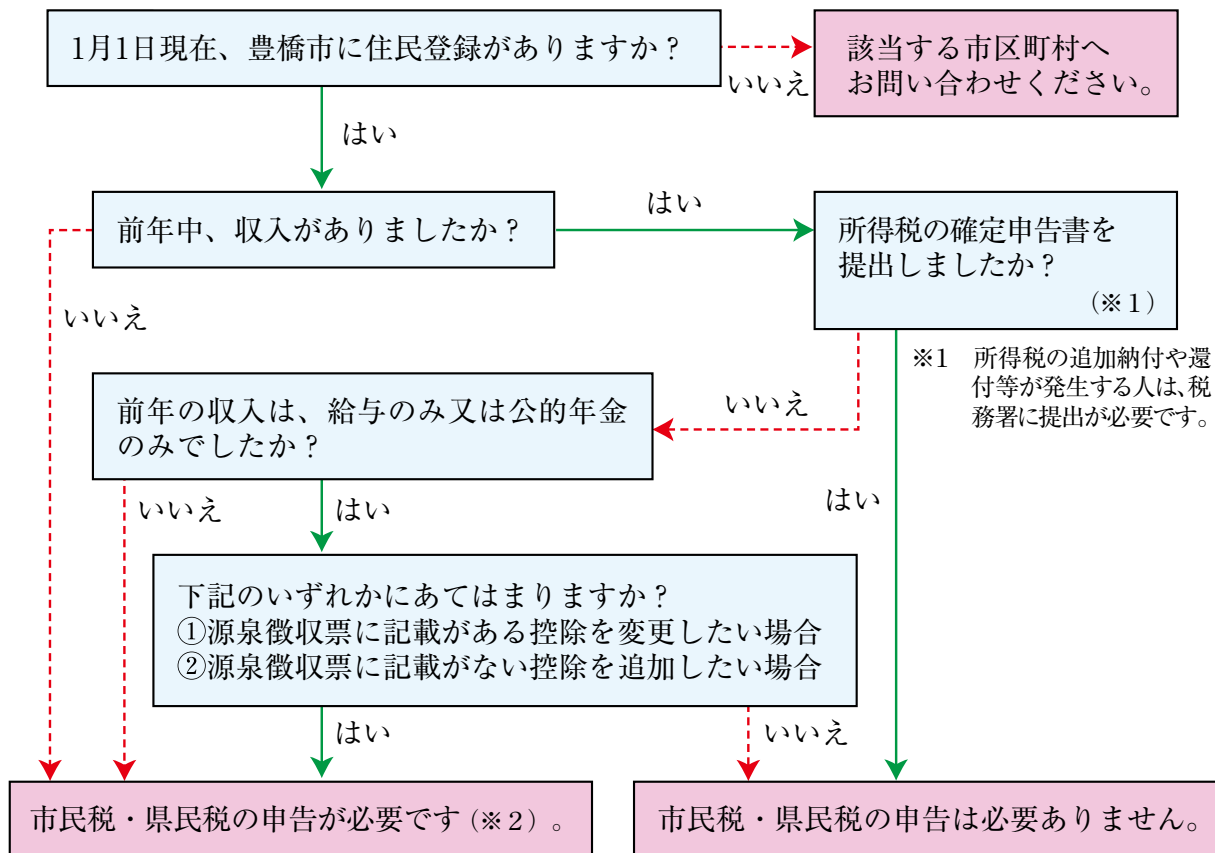 1月1日現在、豊橋市に住民登録がありますか？
いいえ
該当する市区町村へ
お問い合わせください。
はい
前年中、収入がありましたか？
はい
所得税の確定申告書を
提出しましたか？
（※１）
いいえ
※1　所得税の追加納付や還
付等が発生する人は、税
務署に提出が必要です。
前年の収入は、給与のみ又は公的年金
のみでしたか？
いいえ
はい
いいえ
はい
下記のいずれかにあてはまりますか？
①源泉徴収票に記載がある控除を変更したい場合
②源泉徴収票に記載がない控除を追加したい場合
はい
いいえ
市民税・県民税の申告が必要です（※２）。
市民税・県民税の申告は必要ありません。